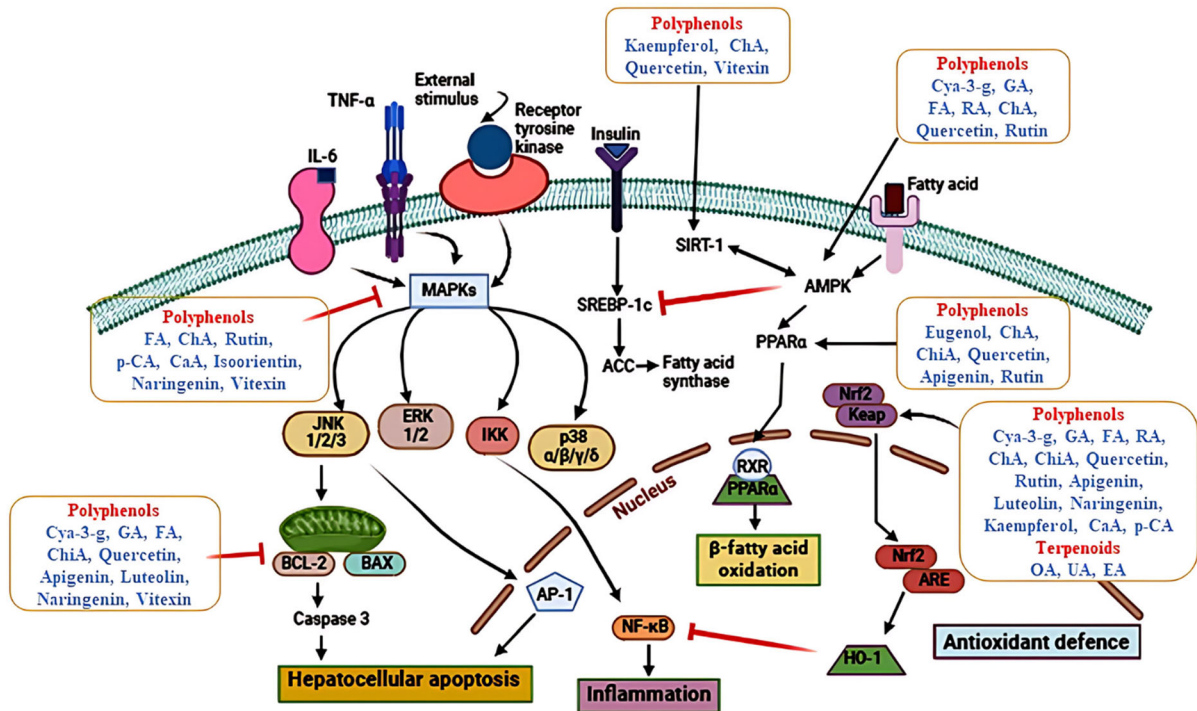 Polyphenols
Kaempferol, ChA,
Quercetin, Vitexin
Polyphenols
Cya-3-g, GA,
FA, RA, ChA,
Quercetin, Rutin
External
stimulus
TNF-α
Receptor
tyrosine
kinase
Insulin
IL-6
Fatty acid
SIRT-1
AMPK
MAPKs
SREBP-1c
Polyphenols
FA, ChA, Rutin,
p-CA, CaA, Isoorientin,
Naringenin, Vitexin
PPARα
Polyphenols
Eugenol, ChA,
ChiA, Quercetin,
Apigenin, Rutin
ACC
Fatty acid
synthase
Nrf2
Keap
JNK
1/2/3
ERK
1/2
IKK
p38
α/β/γ/δ
Polyphenols
Cya-3-g, GA, FA, RA,
ChA, ChiA, Quercetin,
Rutin, Apigenin,
Luteolin, Naringenin,
Kaempferol, CaA, p-CA
Terpenoids
OA, UA, EA
Nucleus
RXR
PPARα
Polyphenols
Cya-3-g, GA, FA,
ChiA, Quercetin,
Apigenin, Luteolin,
Naringenin, Vitexin
BCL-2
BAX
β-fatty acid
oxidation
Nrf2
ARE
Caspase 3
AP-1
NF-κB
HO-1
Antioxidant defence
Hepatocellular apoptosis
Inflammation